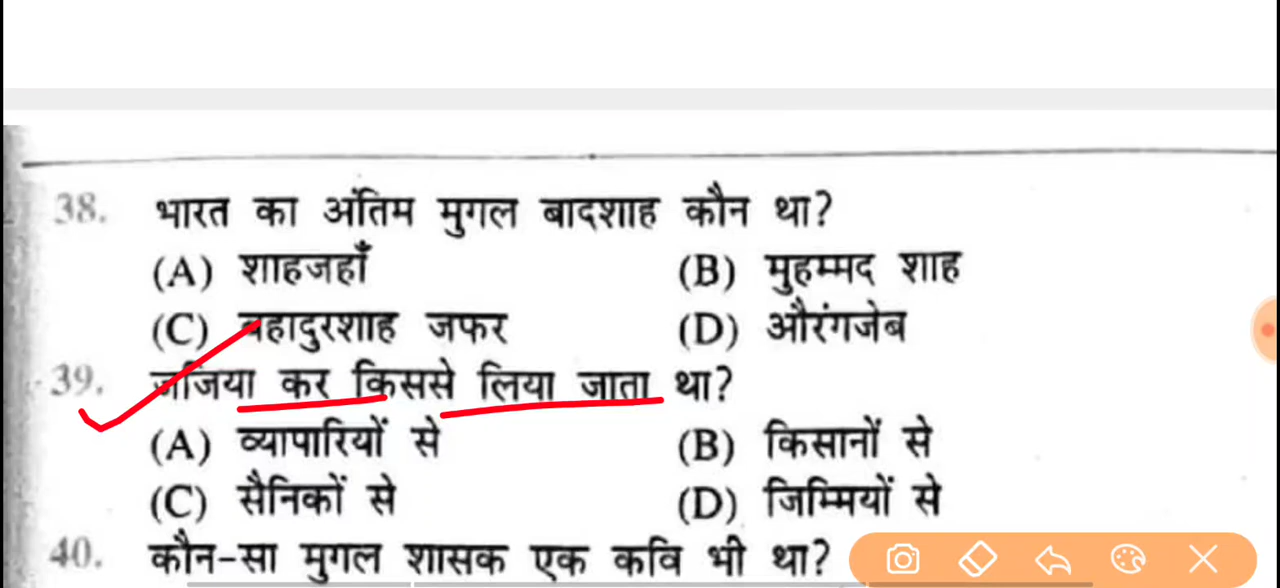 38. भारत का अंतिम मुगल बादशाह कौन था?
(A) शाहजहाँ (B) मुहम्मद शाह
(C) बहादुरशाह जफर (D) औरंगजेब
39. जजिया कर किससे लिया जाता था?
(A) व्यापारियों से (B) किसानों से
(C) सैनिकों से (D) जिम्मियों से
40. कौन-सा मुगल शासक एक कवि भी था?